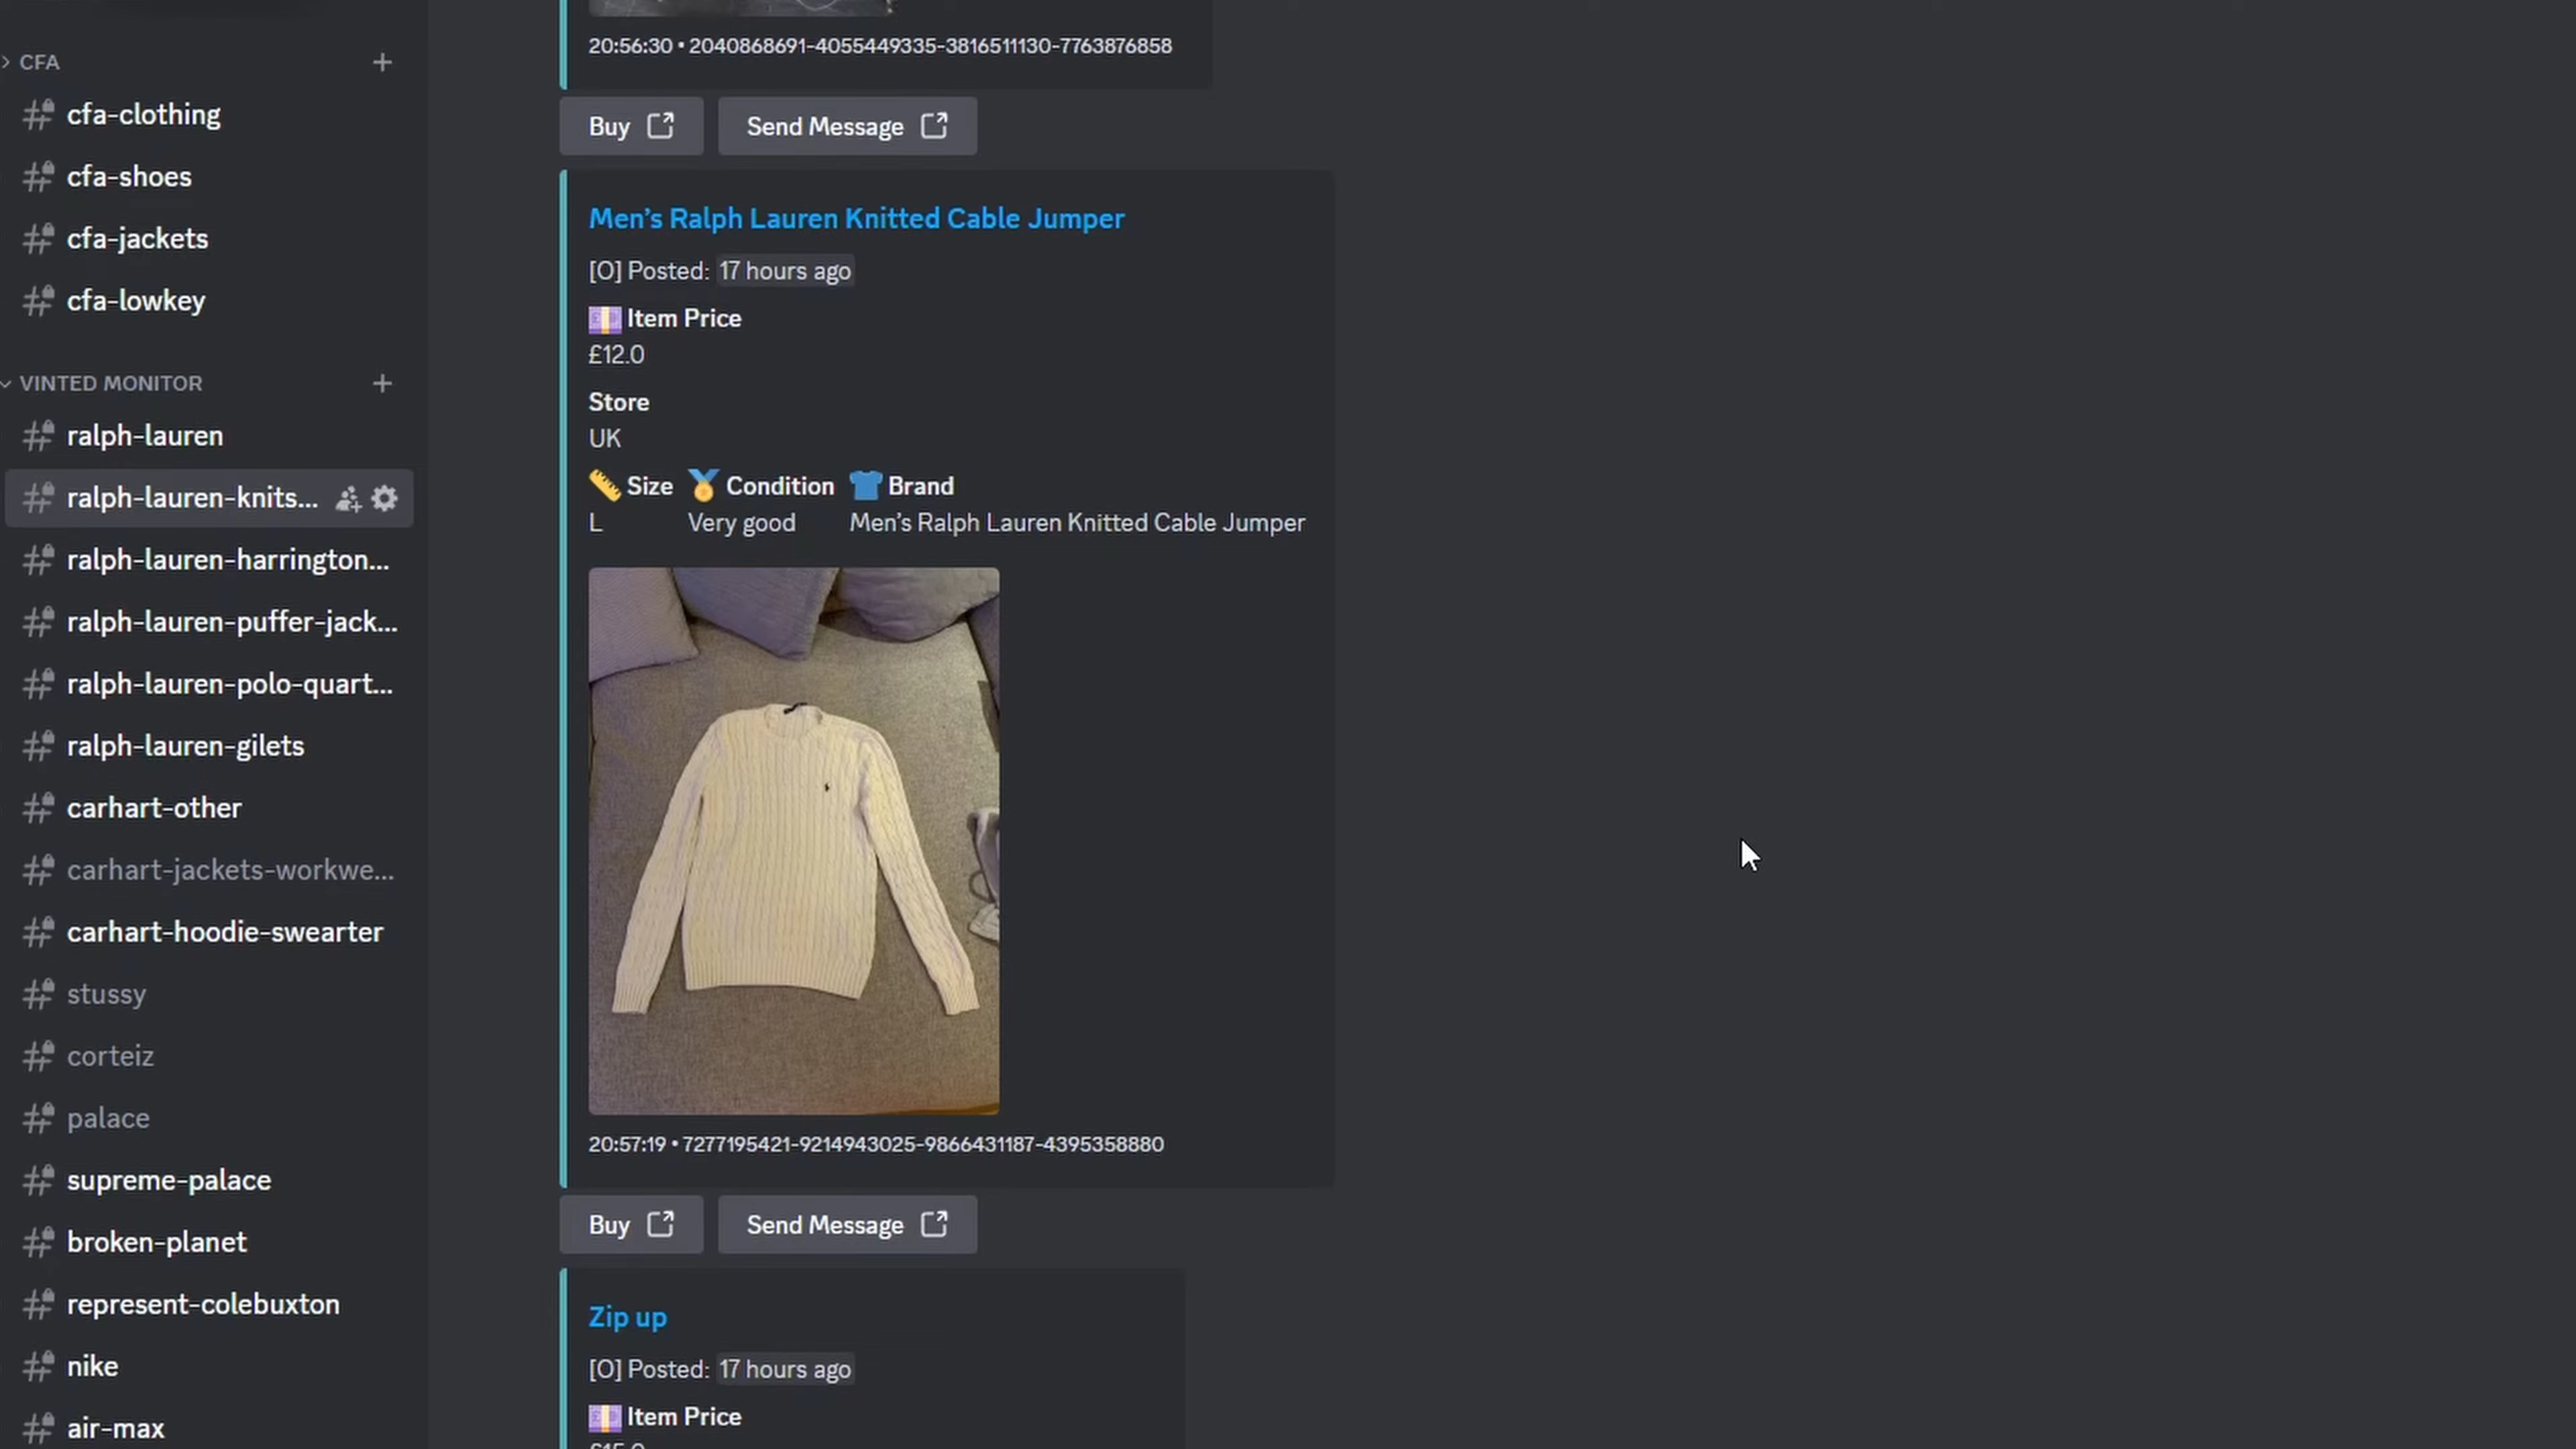 CFA
cfa-clothing
cfa-shoes
cfa-jackets
cfa-lowkey
VINTED MONITOR
ralph-lauren
ralph-lauren-knits...
ralph-lauren-harrington...
ralph-lauren-puffer-jack...
ralph-lauren-polo-quart...
ralph-lauren-gilets
carhart-other
carhart-jackets-workwe...
carhart-hoodie-swearter
stussy
corteiz
palace
supreme-palace
broken-planet
represent-colebuxton
nike
air-max
20:56:30 • 2040868691-4055449335-3816511130-7763876858
Buy Send Message
Men’s Ralph Lauren Knitted Cable Jumper
[O] Posted: 17 hours ago
Item Price
£12.0
Store
UK
Size Condition Brand
L Very good Men’s Ralph Lauren Knitted Cable Jumper
20:57:19 • 7277195421-9214943025-9866431187-4395358880
Buy Send Message
Zip up
[O] Posted: 17 hours ago
Item Price